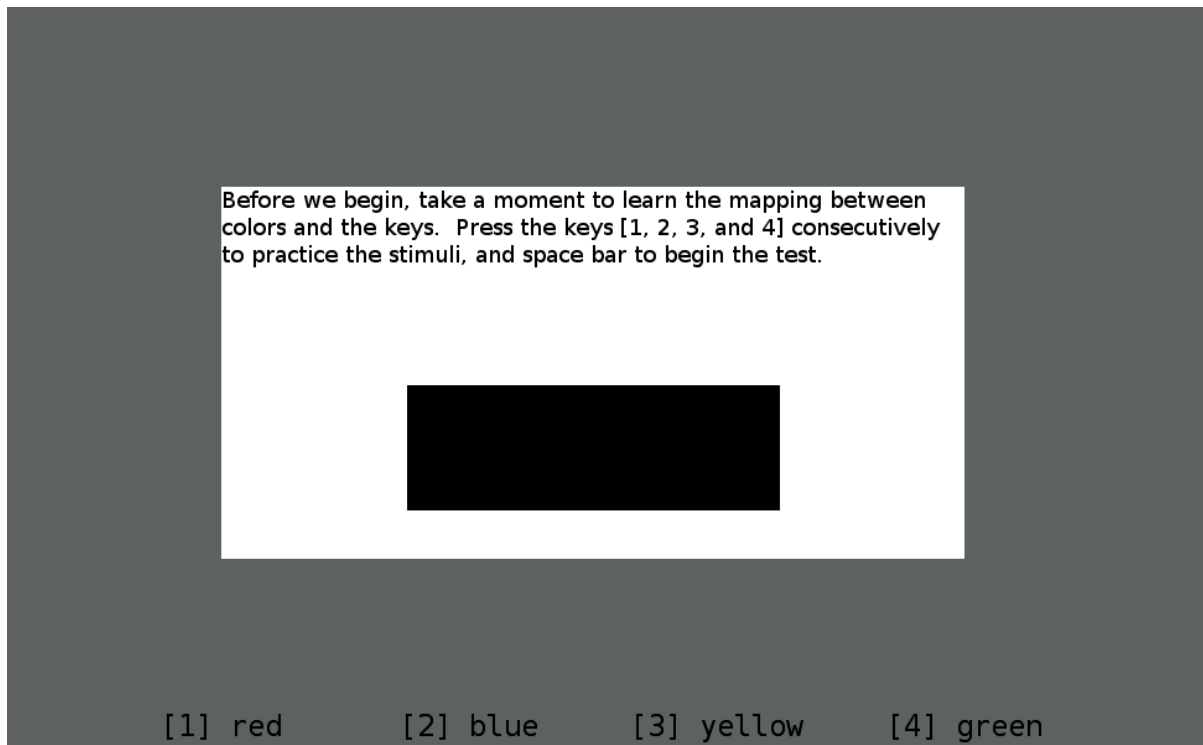 Before we begin, take a moment to learn the mapping between
colors and the keys.  Press the keys [1, 2, 3, and 4] consecutively
to practice the stimuli, and space bar to begin the test.
[1] red [2] blue [3] yellow [4] green